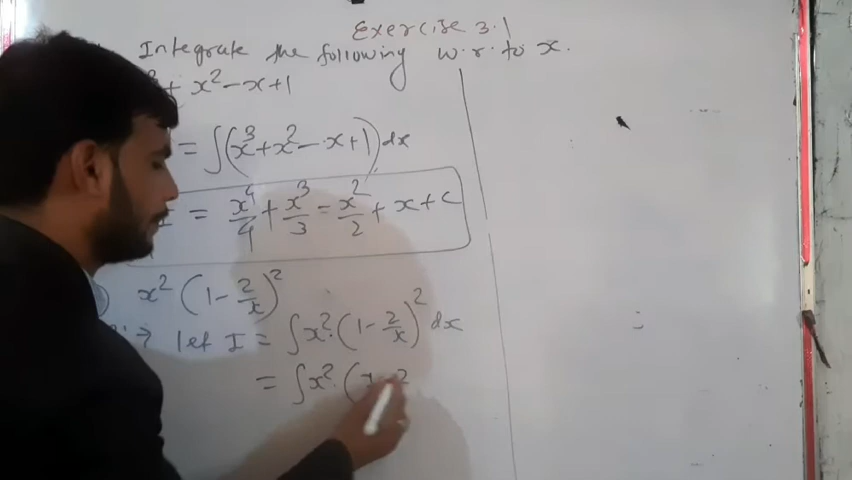 Exercise 3.1
Integrate the following w.r. to x.
+ x² - x + 1
= ∫(x³ + x² - x + 1) dx
I = x⁴/4 + x³/3 - x²/2 + x + c
x² (1 - 2/x)²
let I = ∫x². (1 - 2/x)² dx
= ∫x². (x - 2